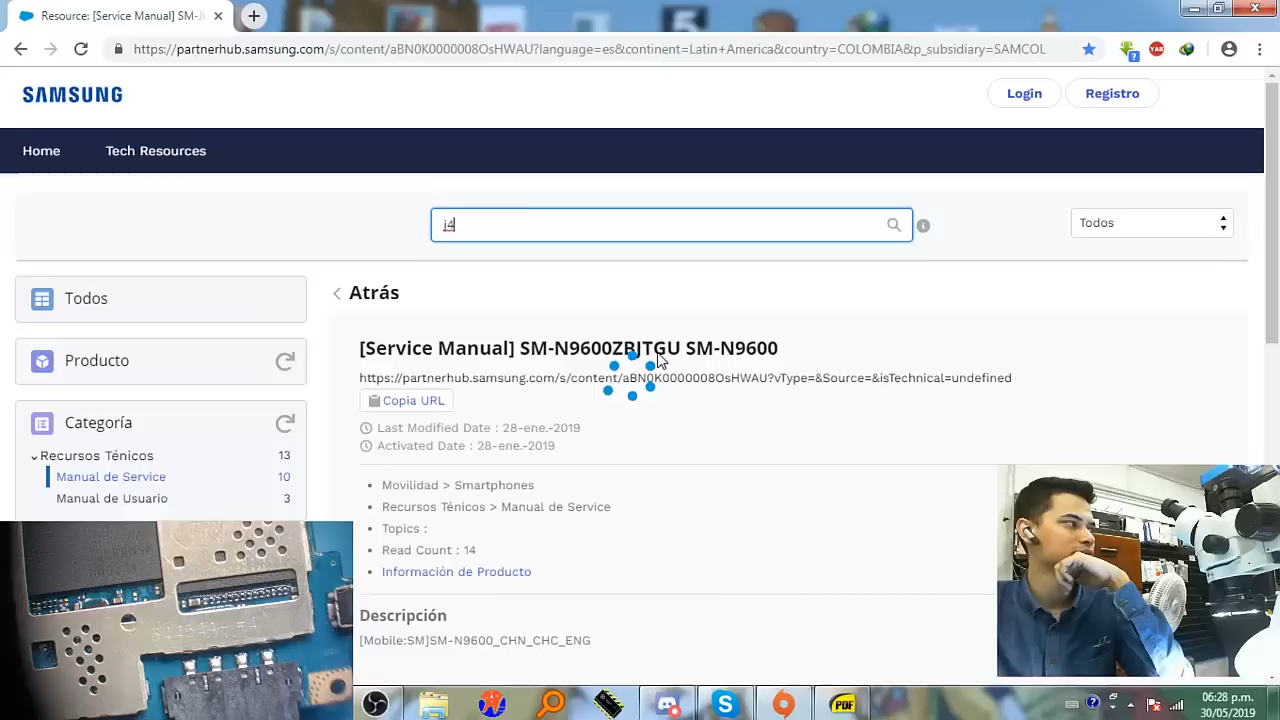 Resource: [Service Manual] SM-J
https://partnerhub.samsung.com/s/content/aBN0K0000008OsHWAU?language=es&continent=Latin+America&country=COLOMBIA&p_subsidiary=SAMCOL
SAMSUNG
Login
Registro
Home
Tech Resources
j4
Todos
Todos
Atrás
Producto
[Service Manual] SM-N9600ZBJTGU SM-N9600
https://partnerhub.samsung.com/s/content/aBN0K0000008OsHWAU?vType=&Source=&isTechnical=undefined
Copia URL
Categoría
Last Modified Date : 28-ene.-2019
Activated Date : 28-ene.-2019
Recursos Ténicos 13
Manual de Service 10
Manual de Usuario 3
Movilidad > Smartphones
Recursos Ténicos > Manual de Service
Topics :
Read Count : 14
Información de Producto
Descripción
[Mobile:SM]SM-N9600_CHN_CHC_ENG
PDF
06:28 p.m.
30/05/2019